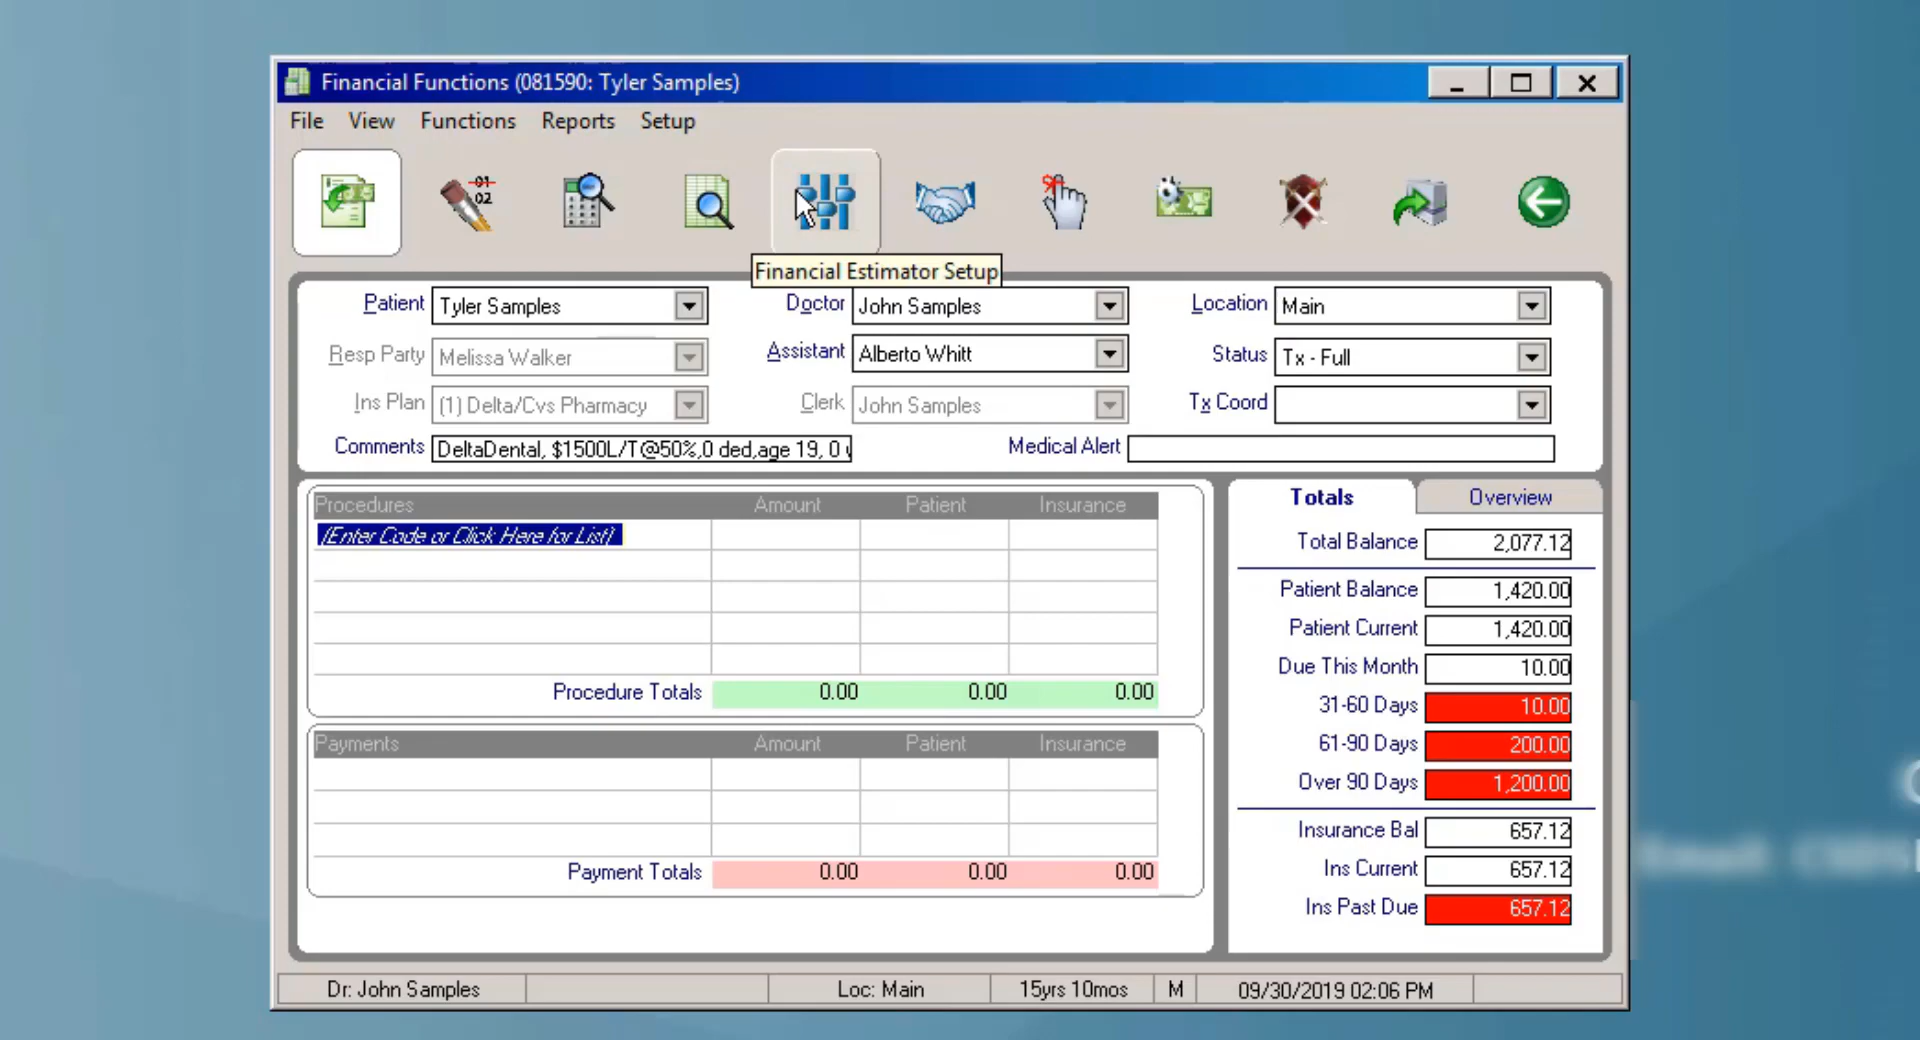 Financial Functions (081590: Tyler Samples)
File View Functions Reports Setup
01
02
Financial Estimator Setup
Patient Tyler Samples Doctor John Samples Location Main
Resp Party Melissa Walker Assistant Alberto Whitt Status Tx - Full
Ins Plan (1) Delta/Cvs Pharmacy Clerk John Samples Tx Coord
Comments DeltaDental, $1500L/T@50%,0 ded,age 19, 0 Medical Alert
Procedures Amount Patient Insurance
(Enter Code or Click Here for List)
Procedure Totals 0.00 0.00 0.00
Payments Amount Patient Insurance
Payment Totals 0.00 0.00 0.00
Totals Overview
Total Balance 2,077.12
Patient Balance 1,420.00
Patient Current 1,420.00
Due This Month 10.00
31-60 Days 10.00
61-90 Days 200.00
Over 90 Days 1,200.00
Insurance Bal 657.12
Ins Current 657.12
Ins Past Due 657.12
Dr: John Samples Loc: Main 15yrs 10mos M 09/30/2019 02:06 PM